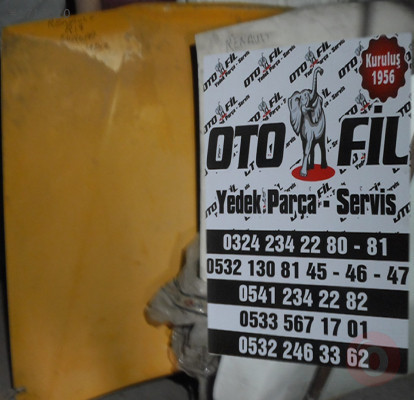 Kuruluş
1956
OTO FİL
Yedek Parça - Servis
0324 234 22 80 - 81
0532 130 81 45 - 46 - 47
0541 234 22 82
0533 567 17 01
0532 246 33 62